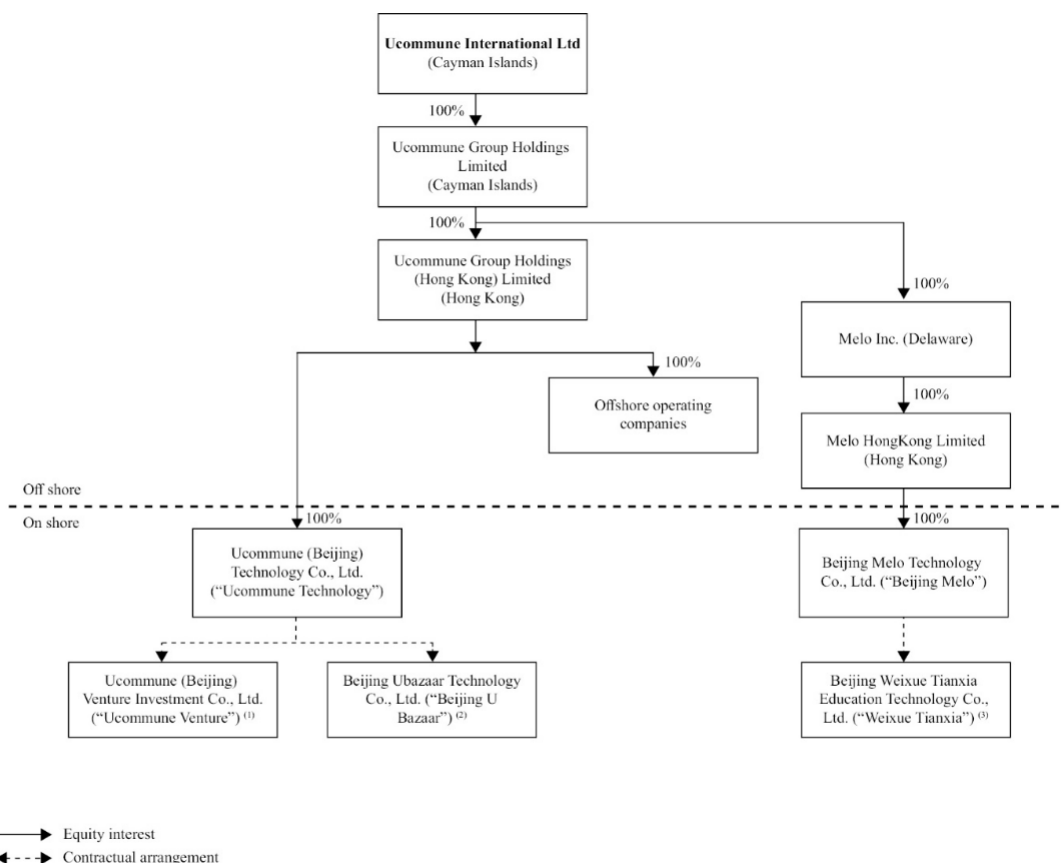 Ucommune International Ltd
(Cayman Islands)
100%
Ucommune Group Holdings
Limited
(Cayman Islands)
100%
Ucommune Group Holdings
(Hong Kong) Limited
(Hong Kong)
100%
Melo Inc. (Delaware)
100%
Offshore operating
companies
100%
Melo HongKong Limited
(Hong Kong)
Off shore
On shore
100%
Ucommune (Beijing)
Technology Co., Ltd.
(“Ucommune Technology”)
100%
Beijing Melo Technology
Co., Ltd. (“Beijing Melo”)
Ucommune (Beijing)
Venture Investment Co., Ltd.
(“Ucommune Venture”) (1)
Beijing Ubazaar Technology
Co., Ltd. (“Beijing U
Bazaar”) (2)
Beijing Weixue Tianxia
Education Technology Co.,
Ltd. (“Weixue Tianxia”) (3)
Equity interest
Contractual arrangement